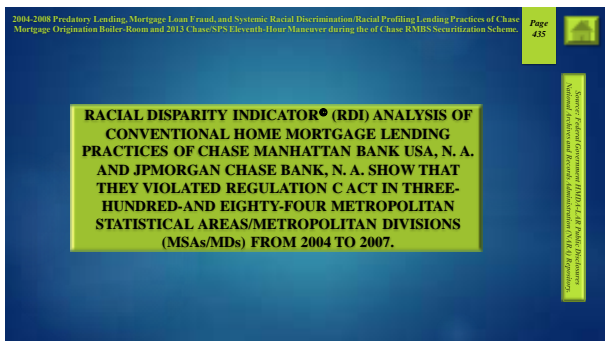 2004-2008 Predatory Lending, Mortgage Loan Fraud, and Systemic Racial Discrimination/Racial Profiling Lending Practices of Chase
Mortgage Origination Boiler-Room and 2013 Chase/SPS Eleventh-Hour Maneuver during the of Chase RMBS Securitization Scheme.
Page
435
RACIAL DISPARITY INDICATOR® (RDI) ANALYSIS OF
CONVENTIONAL HOME MORTGAGE LENDING
PRACTICES OF CHASE MANHATTAN BANK USA, N. A.
AND JPMORGAN CHASE BANK, N. A. SHOW THAT
THEY VIOLATED REGULATION C ACT IN THREE-
HUNDRED-AND EIGHTY-FOUR METROPOLITAN
STATISTICAL AREAS/METROPOLITAN DIVISIONS
(MSAs/MDs) FROM 2004 TO 2007.
Source: Federal Government HMDA-LAR Public Disclosures
National Archives and Records Administration (NARA) Repository.